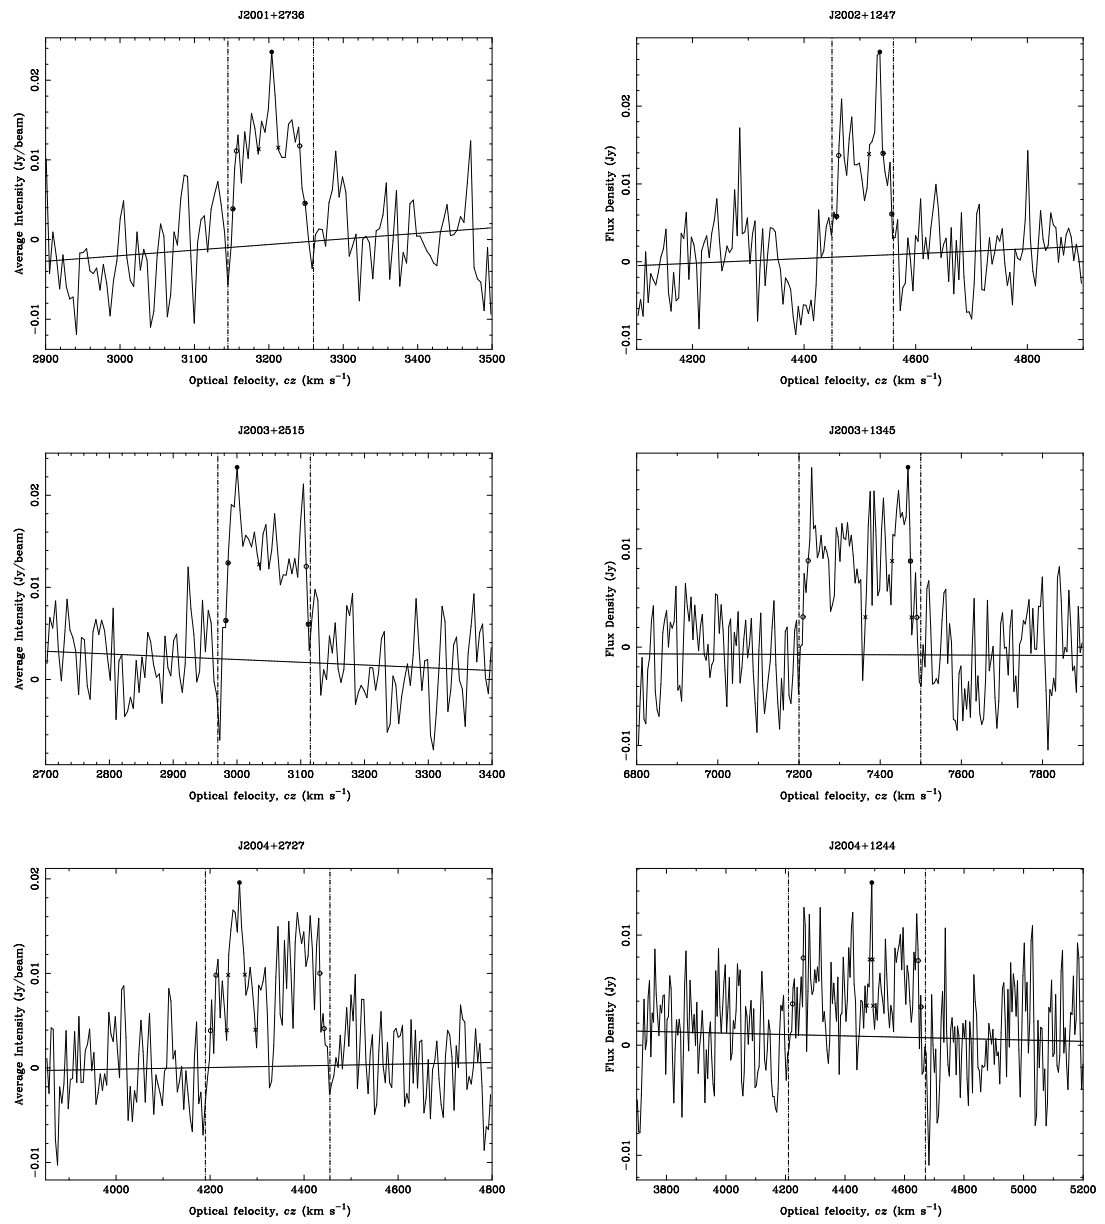 J2001+2736
J2002+1247
Average Intensity (Jy/beam)
0.02
0.01
0
−0.01
2900 3000 3100 3200 3300 3400 3500
Optical felocity, cz (km s⁻¹)
Flux Density (Jy)
0.02
0.01
0
−0.01
4200 4400 4600 4800
Optical felocity, cz (km s⁻¹)
J2003+2515
J2003+1345
Average Intensity (Jy/beam)
0.02
0.01
0
2700 2800 2900 3000 3100 3200 3300 3400
Optical felocity, cz (km s⁻¹)
Flux Density (Jy)
0.01
0
−0.01
6800 7000 7200 7400 7600 7800
Optical felocity, cz (km s⁻¹)
J2004+2727
J2004+1244
Average Intensity (Jy/beam)
0.02
0.01
0
−0.01
4000 4200 4400 4600 4800
Optical felocity, cz (km s⁻¹)
Flux Density (Jy)
0.01
0
−0.01
3800 4000 4200 4400 4600 4800 5000 5200
Optical felocity, cz (km s⁻¹)